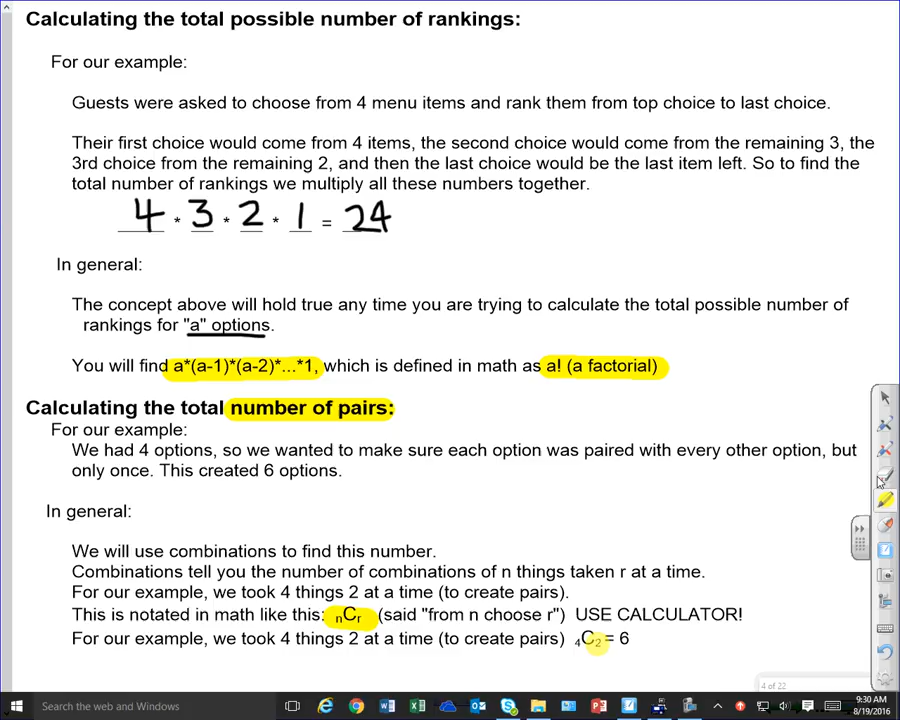 Calculating the total possible number of rankings:
For our example:
Guests were asked to choose from 4 menu items and rank them from top choice to last choice.
Their first choice would come from 4 items, the second choice would come from the remaining 3, the
3rd choice from the remaining 2, and then the last choice would be the last item left. So to find the
total number of rankings we multiply all these numbers together.
4 * 3 * 2 * 1 = 24
In general:
The concept above will hold true any time you are trying to calculate the total possible number of
rankings for "a" options.
You will find a*(a-1)*(a-2)*...*1, which is defined in math as a! (a factorial)
Calculating the total number of pairs:
For our example:
We had 4 options, so we wanted to make sure each option was paired with every other option, but
only once. This created 6 options.
In general:
We will use combinations to find this number.
Combinations tell you the number of combinations of n things taken r at a time.
For our example, we took 4 things 2 at a time (to create pairs).
This is notated in math like this: nCr (said "from n choose r") USE CALCULATOR!
For our example, we took 4 things 2 at a time (to create pairs) 4C2 = 6
4 of 22
Search the web and Windows
9:30 AM
8/19/2016